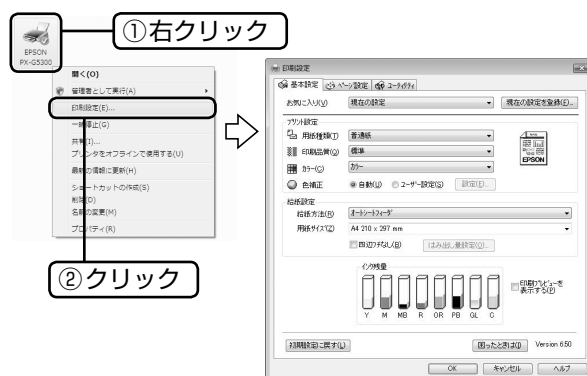 ①右クリック
EPSON
PX-G5300
開く(O)
管理者として実行(A)
印刷設定(E)...
一時停止(G)
共有(I)...
プリンタをオフラインで使用する(U)
最新の情報に更新(H)
ショートカットの作成(S)
削除(D)
名前の変更(M)
プロパティ(R)
②クリック
印刷設定
基本設定 ページ設定 ユーティリティ
お気に入り(V) 現在の設定 現在の設定を登録(F)...
プリント設定
用紙種類(T) 普通紙
印刷品質(Q) 標準
カラー(C) カラー
色補正 自動(U) ユーザー設定(S) 設定(E)...
EPSON
給紙設定
給紙方法(R) オートシートフィーダ
用紙サイズ(Z) A4 210 x 297 mm
四辺フチなし(B) はみ出し量設定(O)...
インク残量
Y M MB R OR PB GL C
印刷プレビューを
表示する(P)
初期設定に戻す(L) 困ったときは(J) Version 6.50
OK キャンセル ヘルプ